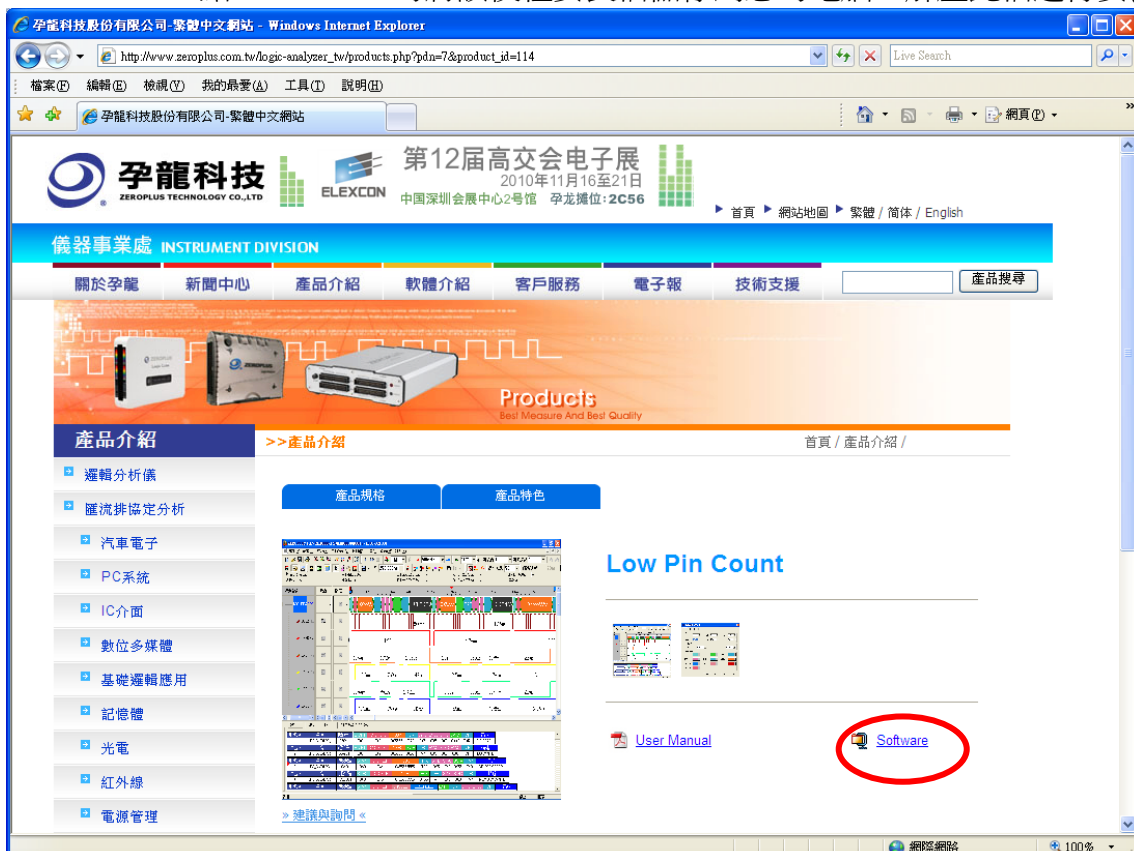 孕龍科技股份有限公司-繁體中文網站 - Windows Internet Explorer
http://www.zeroplus.com.tw/logic-analyzer_tw/products.php?pdn=7&product_id=114
Live Search
檔案(F) 編輯(E) 檢視(V) 我的最愛(A) 工具(T) 說明(H)
孕龍科技股份有限公司-繁體中文網站
網頁(P)
孕龍科技
ZEROPLUS TECHNOLOGY CO.,LTD
ELEXCON
第12届高交会电子展
2010年11月16至21日
中国深圳会展中心2号馆 孕龙摊位:2C56
首頁 網站地圖 繁體 / 简体 / English
儀器事業處 INSTRUMENT DIVISION
關於孕龍 新聞中心 產品介紹 軟體介紹 客戶服務 電子報 技術支援 產品搜尋
Products
Best Measure And Best Quality
產品介紹
>>產品介紹
首頁 / 產品介紹 /
邏輯分析儀
匯流排協定分析
汽車電子
PC系統
IC介面
數位多媒體
基礎邏輯應用
記憶體
光電
紅外線
電源管理
產品規格 產品特色
Low Pin Count
User Manual
Software
» 建議與詢問 «
網際網路
100%